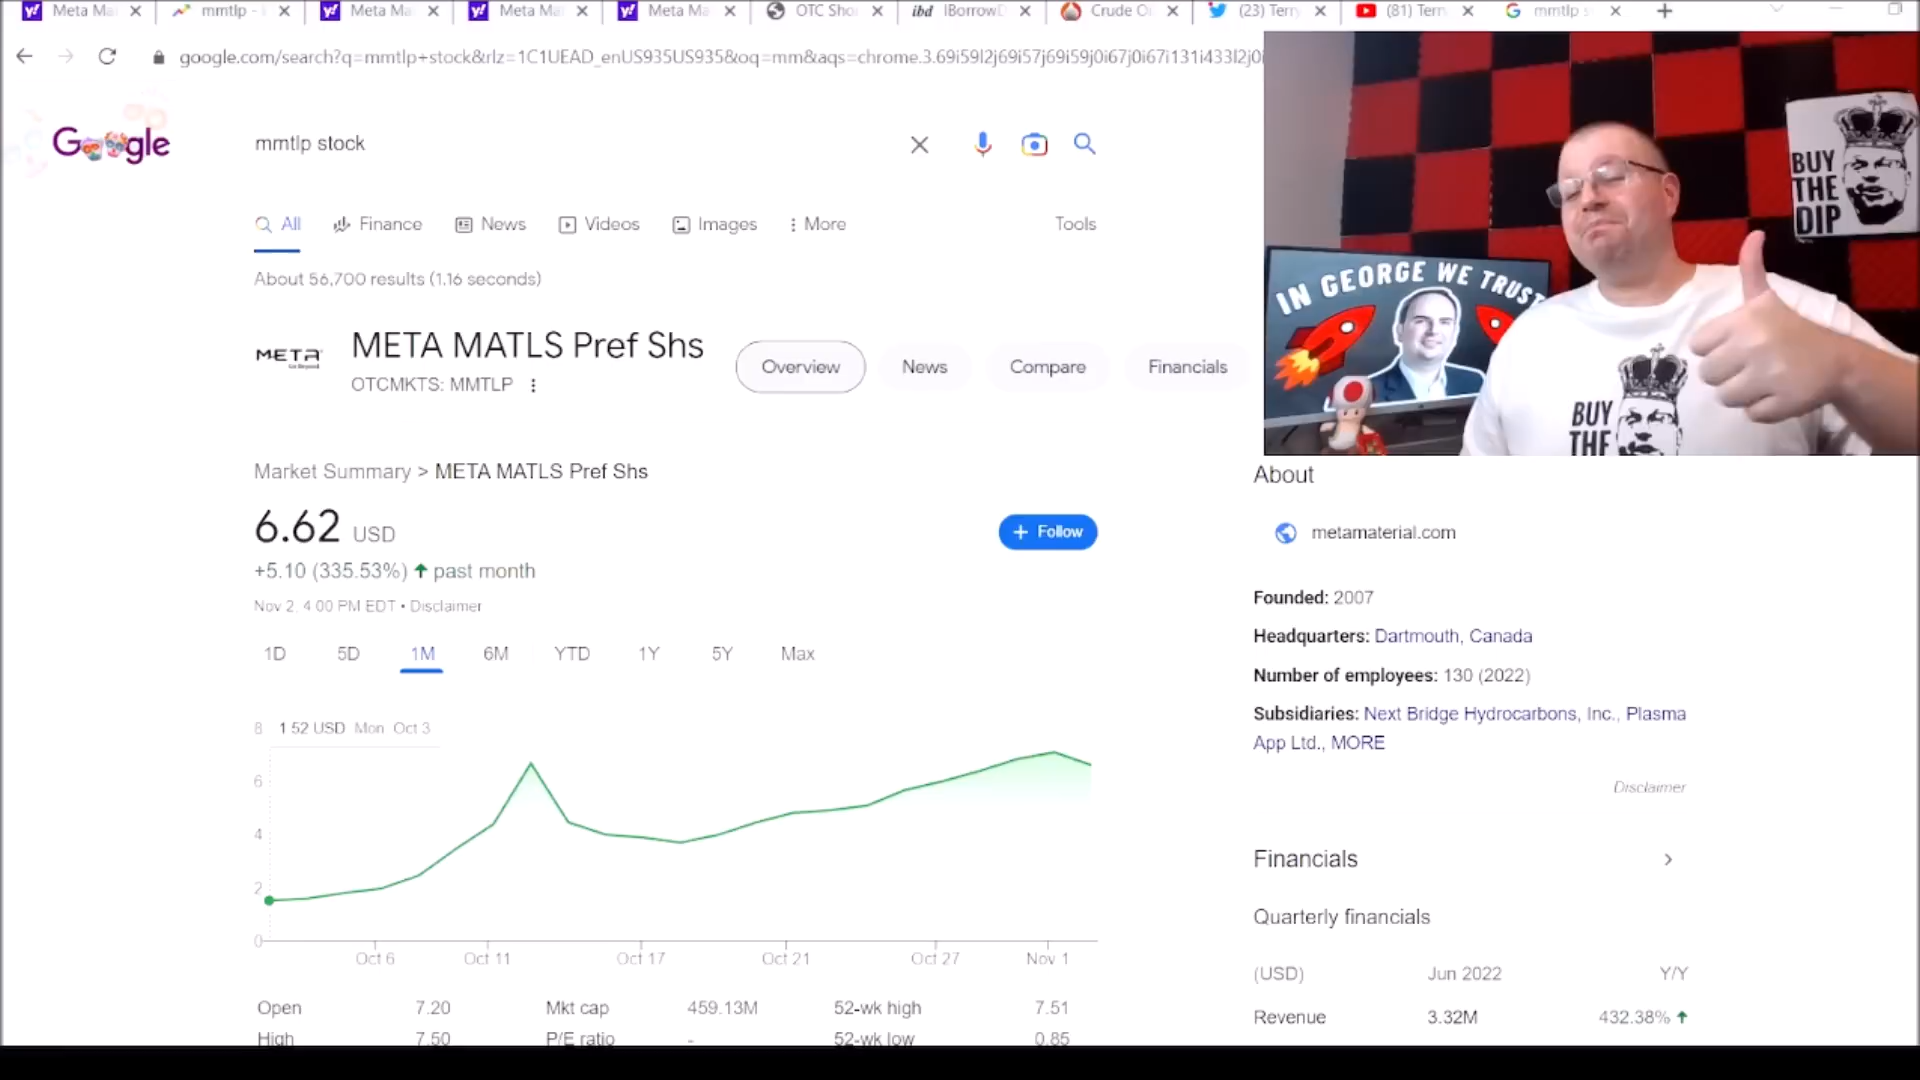 Meta Ma
mmtlp -
Meta Ma
Meta Ma
Meta Ma
OTC Sho
ibd IBorrowD
Crude O
(23) Terr
(81) Terr
mmtlp s
google.com/search?q=mmtlp+stock&rlz=1C1UEAD_enUS935US935&oq=mm&aqs=chrome.3.69i59l2j69i57j69i59j0i67j0i67i131i433l2j0i
Google
mmtlp stock
All Finance News Videos Images More Tools
About 56,700 results (1.16 seconds)
META
META MATLS Pref Shs
OTCMKTS: MMTLP
Overview News Compare Financials
Market Summary > META MATLS Pref Shs
6.62 USD
+ Follow
+5.10 (335.53%) past month
Nov 2, 4:00 PM EDT • Disclaimer
1D 5D 1M 6M YTD 1Y 5Y Max
1.52 USD Mon Oct 3
8
6
4
2
0
Oct 6 Oct 11 Oct 17 Oct 21 Oct 27 Nov 1
Open 7.20 Mkt cap 459.13M 52-wk high 7.51
High 7.50 P/E ratio - 52-wk low 0.85
IN GEORGE WE TRUST
BUY
THE
DIP
BUY
THE
About
metamaterial.com
Founded: 2007
Headquarters: Dartmouth, Canada
Number of employees: 130 (2022)
Subsidiaries: Next Bridge Hydrocarbons, Inc., Plasma
App Ltd., MORE
Disclaimer
Financials
Quarterly financials
(USD) Jun 2022 Y/Y
Revenue 3.32M 432.38%